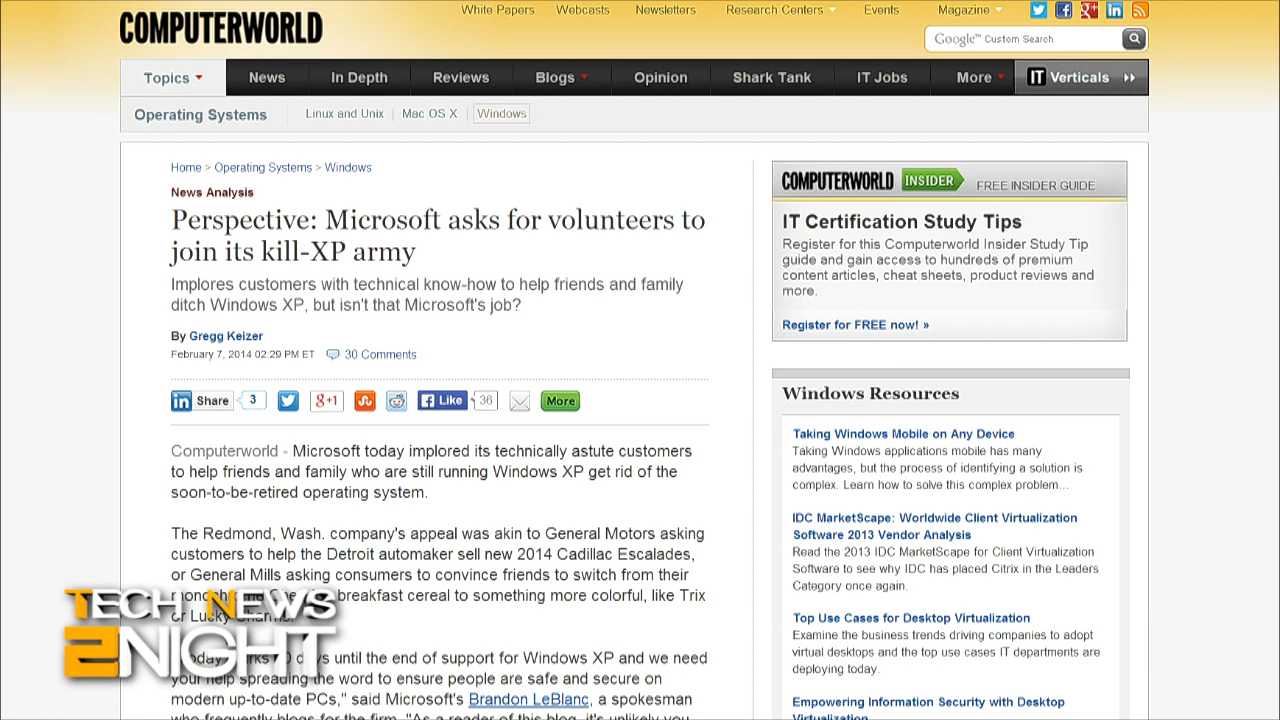 COMPUTERWORLD
White Papers Webcasts Newsletters Research Centers Events Magazine
Google™ Custom Search
Topics News In Depth Reviews Blogs Opinion Shark Tank IT Jobs More IT Verticals
Operating Systems Linux and Unix | Mac OS X | Windows
Home > Operating Systems > Windows
News Analysis
Perspective: Microsoft asks for volunteers to
join its kill-XP army
Implores customers with technical know-how to help friends and family
ditch Windows XP, but isn't that Microsoft's job?
By Gregg Keizer
February 7, 2014 02:29 PM ET 30 Comments
in Share 3 g+1 Like 36 More
Computerworld - Microsoft today implored its technically astute customers
to help friends and family who are still running Windows XP get rid of the
soon-to-be-retired operating system.
The Redmond, Wash. company's appeal was akin to General Motors asking
customers to help the Detroit automaker sell new 2014 Cadillac Escalades,
or General Mills asking consumers to convince friends to switch from their
breakfast cereal to something more colorful, like Trix
or Lucky
until the end of support for Windows XP and we need
your help spreading the word to ensure people are safe and secure on
modern up-to-date PCs," said Microsoft's Brandon LeBlanc, a spokesman
who frequently blogs for the firm. "As a reader of this blog, it's unlikely you
COMPUTERWORLD INSIDER FREE INSIDER GUIDE
IT Certification Study Tips
Register for this Computerworld Insider Study Tip
guide and gain access to hundreds of premium
content articles, cheat sheets, product reviews and
more.
Register for FREE now! »
Windows Resources
Taking Windows Mobile on Any Device
Taking Windows applications mobile has many
advantages, but the process of identifying a solution is
complex. Learn how to solve this complex problem...
IDC MarketScape: Worldwide Client Virtualization
Software 2013 Vendor Analysis
Read the 2013 IDC MarketScape for Client Virtualization
Software to see why IDC has placed Citrix in the Leaders
Category once again.
Top Use Cases for Desktop Virtualization
Examine the business trends driving companies to adopt
virtual desktops and the top use cases IT departments are
deploying today.
Empowering Information Security with Desktop
Virtualization
TECH NEWS
2NIGHT